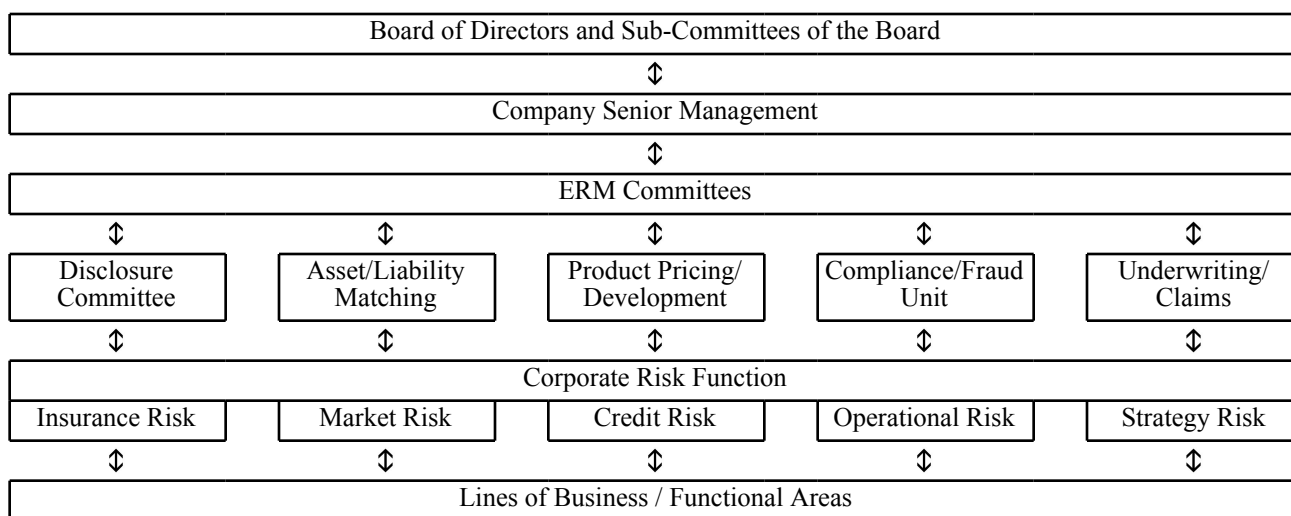 Board of Directors and Sub-Committees of the Board
Company Senior Management
ERM Committees
Disclosure
Committee
Asset/Liability
Matching
Product Pricing/
Development
Compliance/Fraud
Unit
Underwriting/
Claims
Corporate Risk Function
Insurance Risk
Market Risk
Credit Risk
Operational Risk
Strategy Risk
Lines of Business / Functional Areas